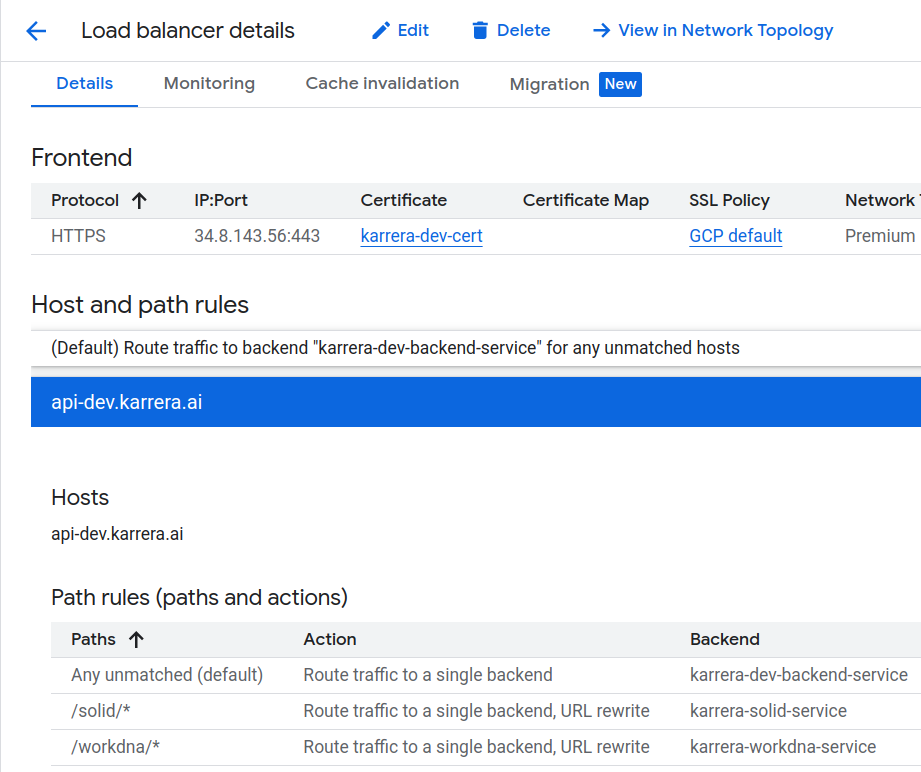 Load balancer details Edit Delete View in Network Topology
Details Monitoring Cache invalidation Migration New
Frontend
Protocol IP:Port Certificate Certificate Map SSL Policy Network
HTTPS 34.8.143.56:443 karrera-dev-cert GCP default Premium
Host and path rules
(Default) Route traffic to backend "karrera-dev-backend-service" for any unmatched hosts
api-dev.karrera.ai
Hosts
api-dev.karrera.ai
Path rules (paths and actions)
Paths Action Backend
Any unmatched (default) Route traffic to a single backend karrera-dev-backend-service
/solid/* Route traffic to a single backend, URL rewrite karrera-solid-service
/workdna/* Route traffic to a single backend, URL rewrite karrera-workdna-service